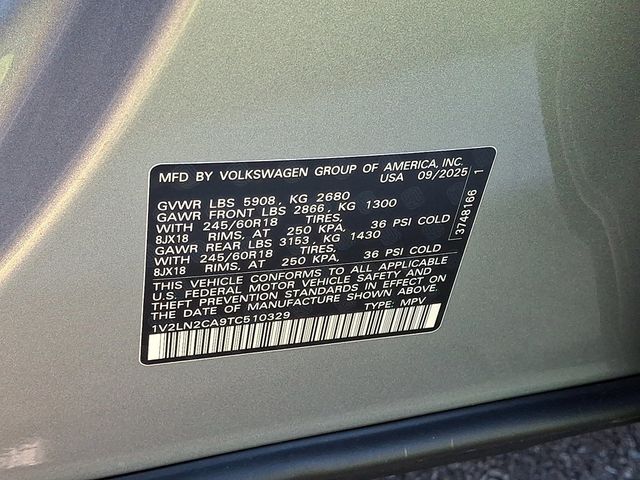 MFD BY VOLKSWAGEN GROUP OF AMERICA, INC.
USA 09/2025
GVWR LBS 5908, KG 2680
GAWR FRONT LBS 2866, KG 1300
WITH 245/60R18 TIRES,
8JX18 RIMS, AT 250 KPA, 36 PSI COLD
GAWR REAR LBS 3153, KG 1430
WITH 245/60R18 TIRES,
8JX18 RIMS, AT 250 KPA, 36 PSI COLD
THIS VEHICLE CONFORMS TO ALL APPLICABLE
U.S. FEDERAL MOTOR VEHICLE SAFETY AND
THEFT PREVENTION STANDARDS IN EFFECT ON
THE DATE OF MANUFACTURE SHOWN ABOVE.
1V2LN2CA9TC510329 TYPE: MPV
3748166 1